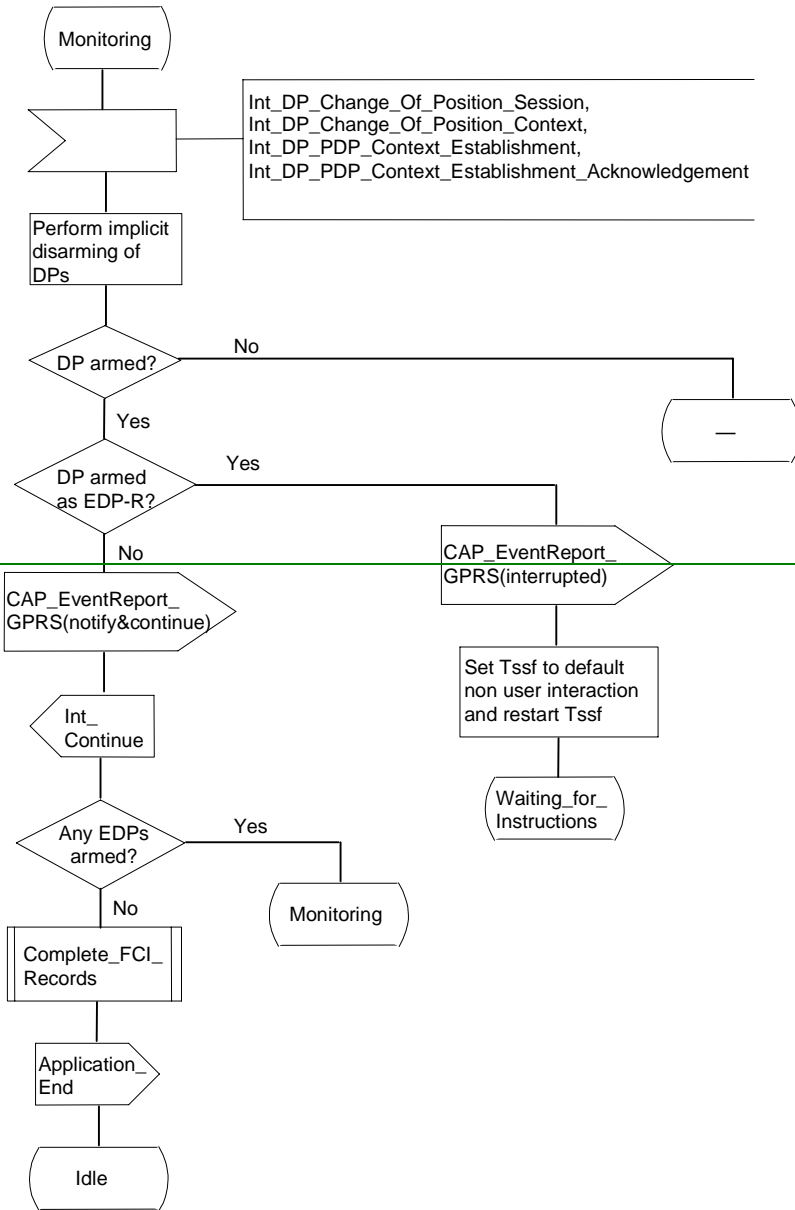 Monitoring
Int_DP_Change_Of_Position_Session,
Int_DP_Change_Of_Position_Context,
Int_DP_PDP_Context_Establishment,
Int_DP_PDP_Context_Establishment_Acknowledgement
Perform implicit
disarming of
DPs
DP armed?
No
Yes
—
DP armed
as EDP-R?
Yes
No
CAP_EventReport_
GPRS(interrupted)
CAP_EventReport_
GPRS(notify&continue)
Set Tssf to default
non user interaction
and restart Tssf
Int_
Continue
Waiting_for_
Instructions
Any EDPs
armed?
Yes
No
Monitoring
Complete_FCI_
Records
Application_
End
Idle